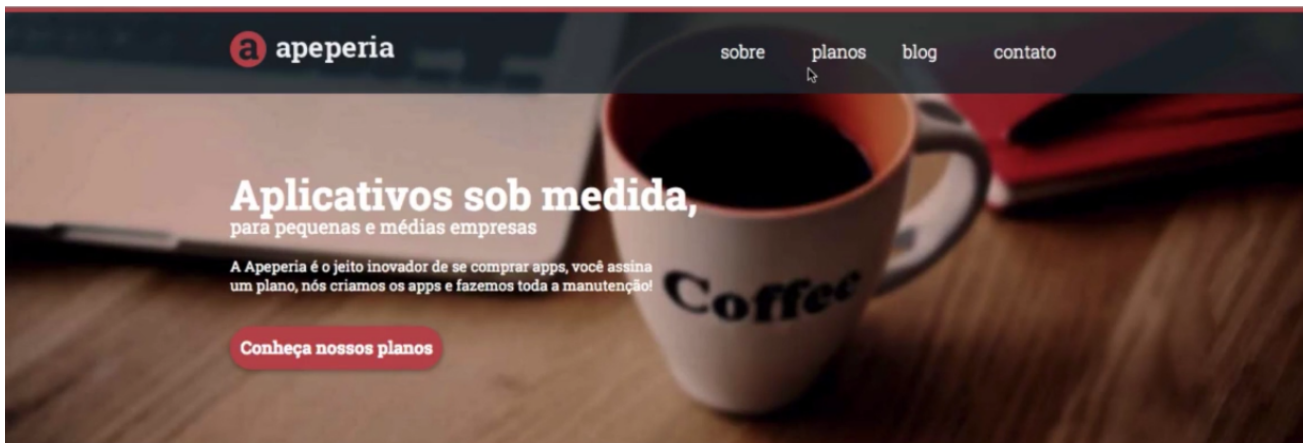 a apeperia
sobre planos blog contato
Aplicativos sob medida,
para pequenas e médias empresas
A Apeperia é o jeito inovador de se comprar apps, você assina
um plano, nós criamos os apps e fazemos toda a manutenção!
Coffee
Conheça nossos planos